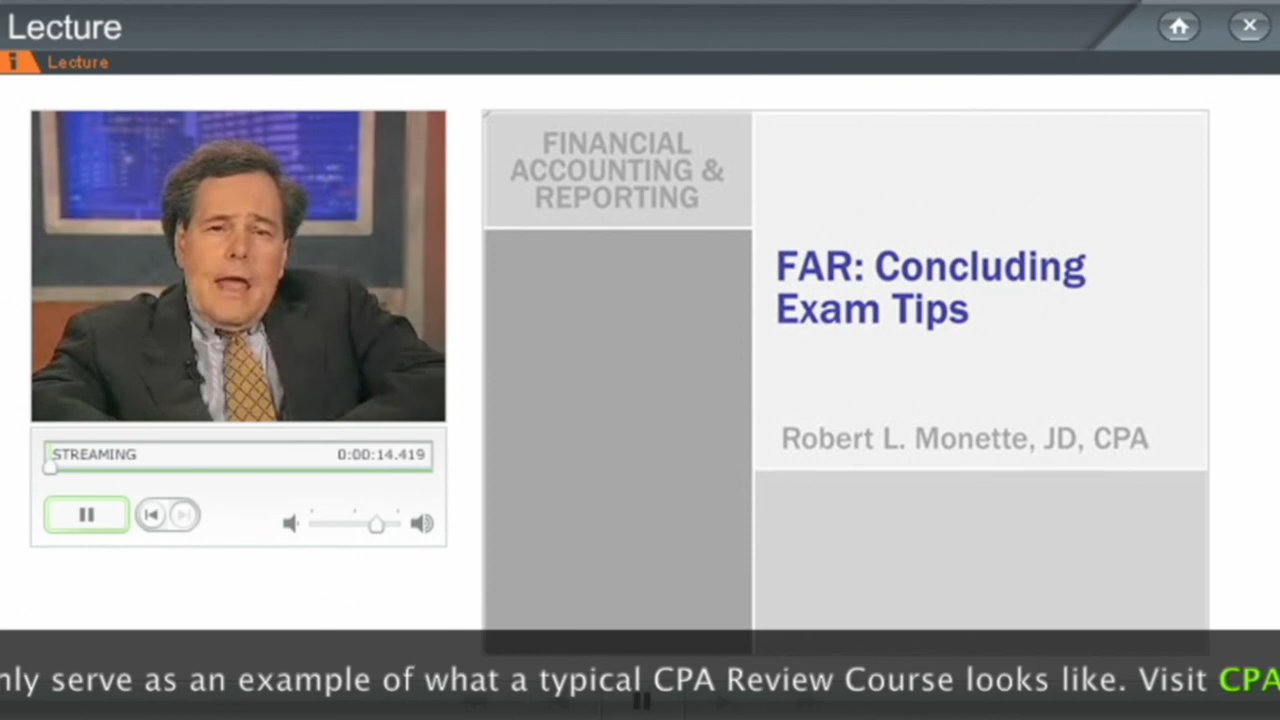 Lecture
i Lecture
FINANCIAL
ACCOUNTING &
REPORTING
FAR: Concluding
Exam Tips
Robert L. Monette, JD, CPA
STREAMING 0:00:14.419
serve as an example of what a typical CPA Review Course looks like. Visit CPA